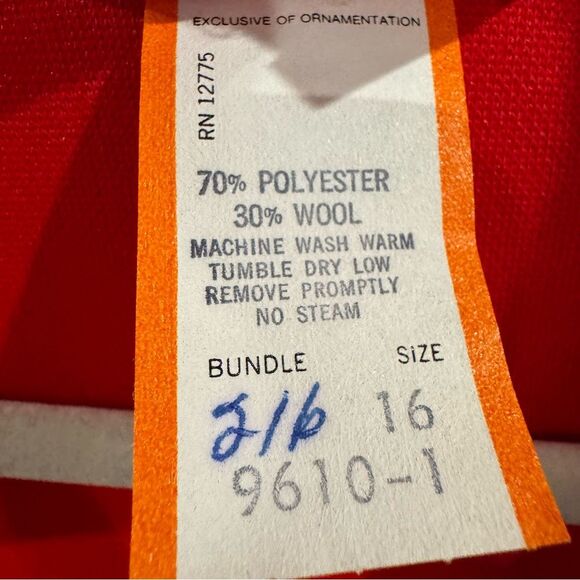 EXCLUSIVE OF ORNAMENTATION
RN 12775
70% POLYESTER
30% WOOL
MACHINE WASH WARM
TUMBLE DRY LOW
REMOVE PROMPTLY
NO STEAM
BUNDLE SIZE
216 16
9610-1